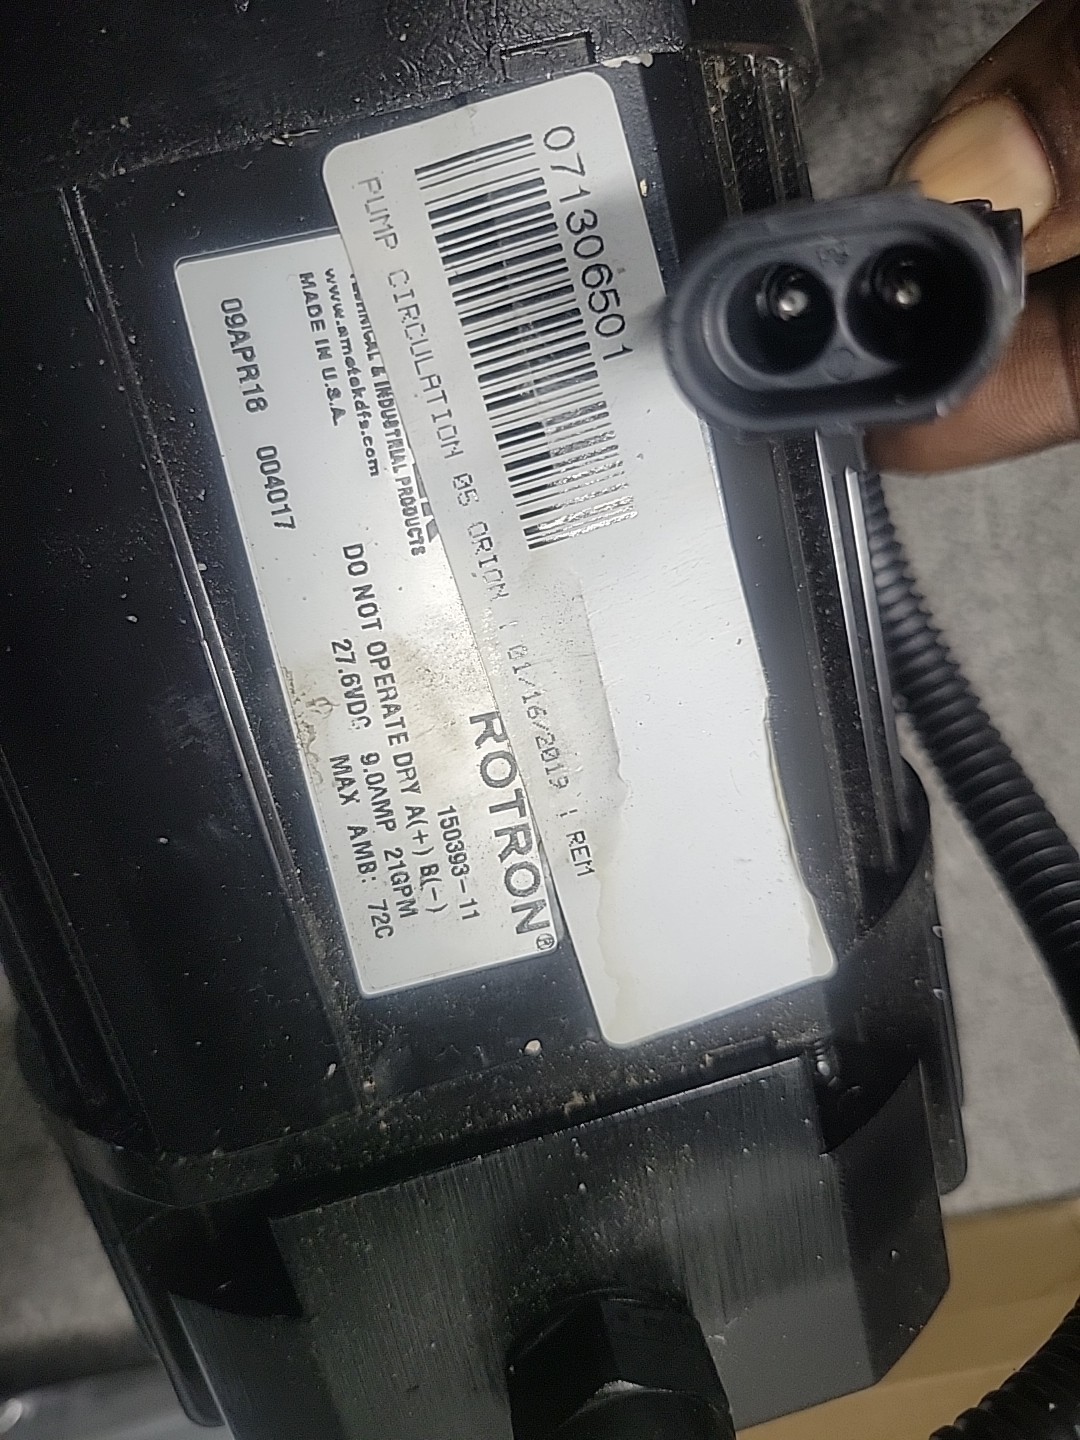 071306501
PUMP CIRCULATION 05 ORION | 01/16/2019 | REM
ROTRON®
TECHNICAL & INDUSTRIAL PRODUCTS
www.ametekdfs.com
MADE IN U.S.A.
150393-11
DO NOT OPERATE DRY A(+) B(-)
27.6VDC 9.0AMP 21GPM
MAX AMB: 72C
09APR18 004017